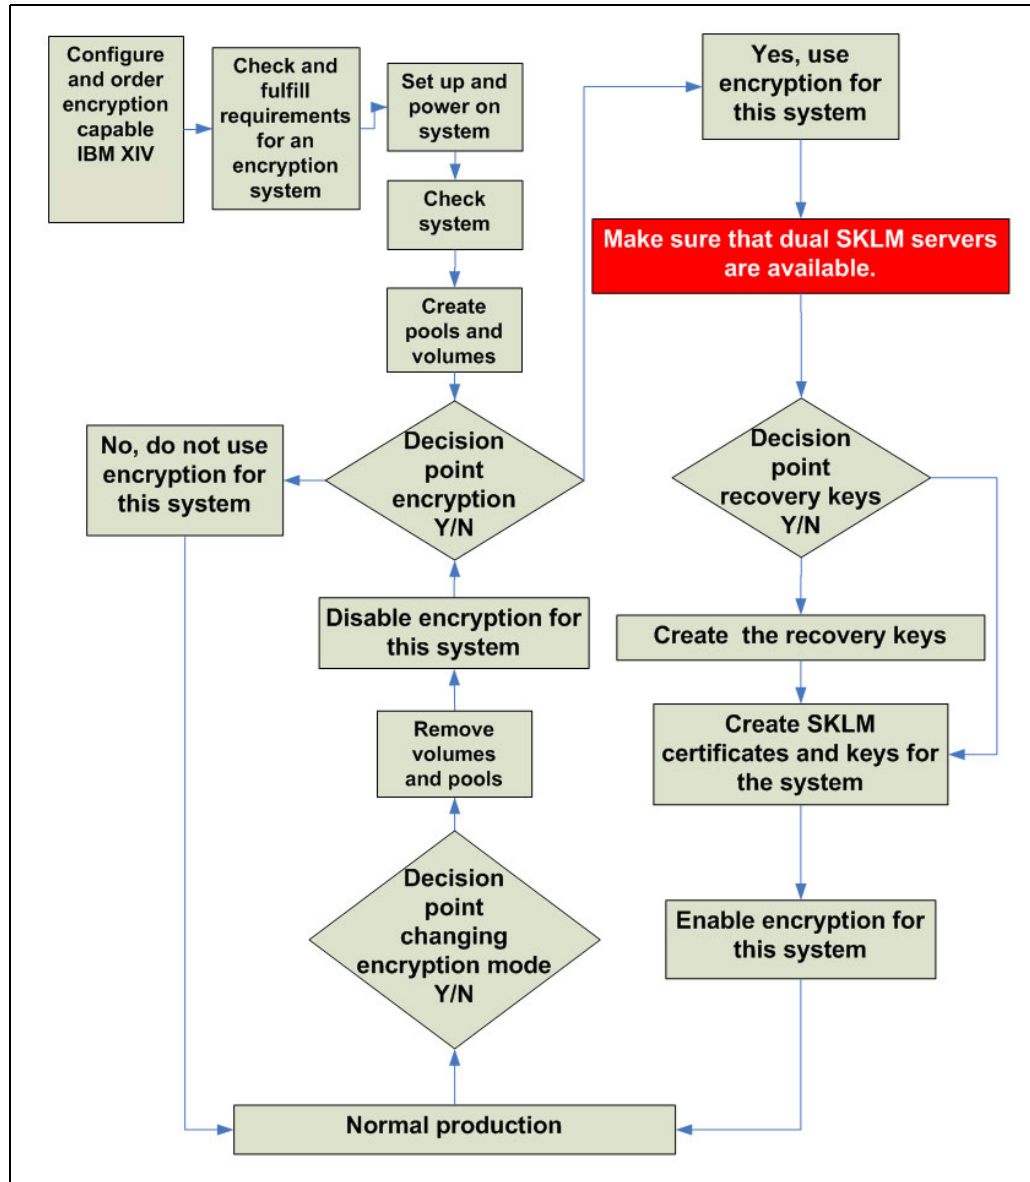 Configure
and order
encryption
capable
IBM XIV
Check and
fulfill
requirements
for an
encryption
system
Set up and
power on
system
Check
system
Create
pools and
volumes
Decision
point
encryption
Y/N
No, do not use
encryption for
this system
Yes, use
encryption for
this system
Make sure that dual SKLM servers
are available.
Decision
point
recovery keys
Y/N
Create the recovery keys
Create SKLM
certificates and keys for
the system
Enable encryption for
this system
Disable encryption for
this system
Remove
volumes
and pools
Decision
point
changing
encryption mode
Y/N
Normal production